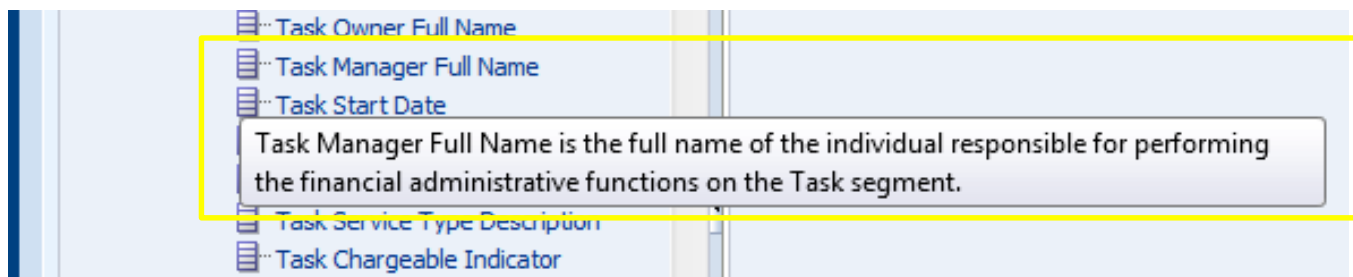 Task Owner Full Name
Task Manager Full Name
Task Start Date
Task Manager Full Name is the full name of the individual responsible for performing
the financial administrative functions on the Task segment.
Task Service Type Description
Task Chargeable Indicator